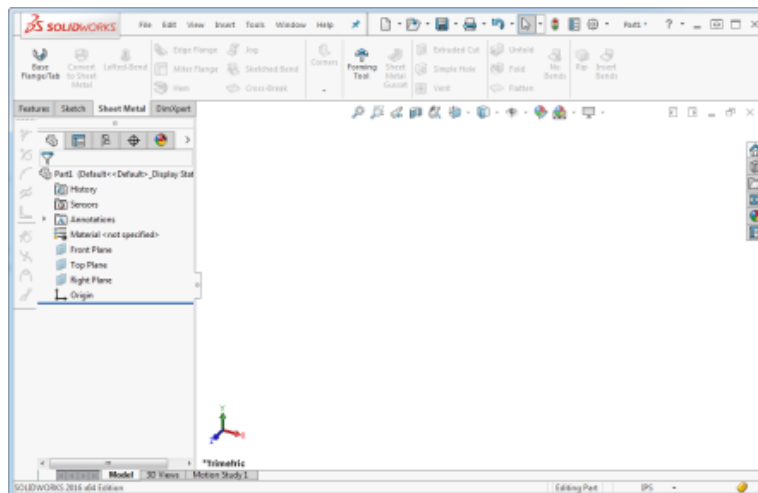 SOLIDWORKS File Edit View Insert Tools Window Help Part1 ?
Base Flange/Tab Convert to Sheet Metal Lofted-Bend Edge Flange Miter Flange Hem Jog Sketched Bend Cross-Break Corners Forming Tool Sheet Metal Gusset Extruded Cut Simple Hole Vent Unfold Fold Flatten No Bends Rip Insert Bends
Features Sketch Sheet Metal DimXpert
Part1 (Default<<Default>_Display Stat
History
Sensors
Annotations
Material <not specified>
Front Plane
Top Plane
Right Plane
Origin
*Trimetric
Model 3D Views Motion Study 1
SOLIDWORKS 2016 x64 Edition Editing Part IPS